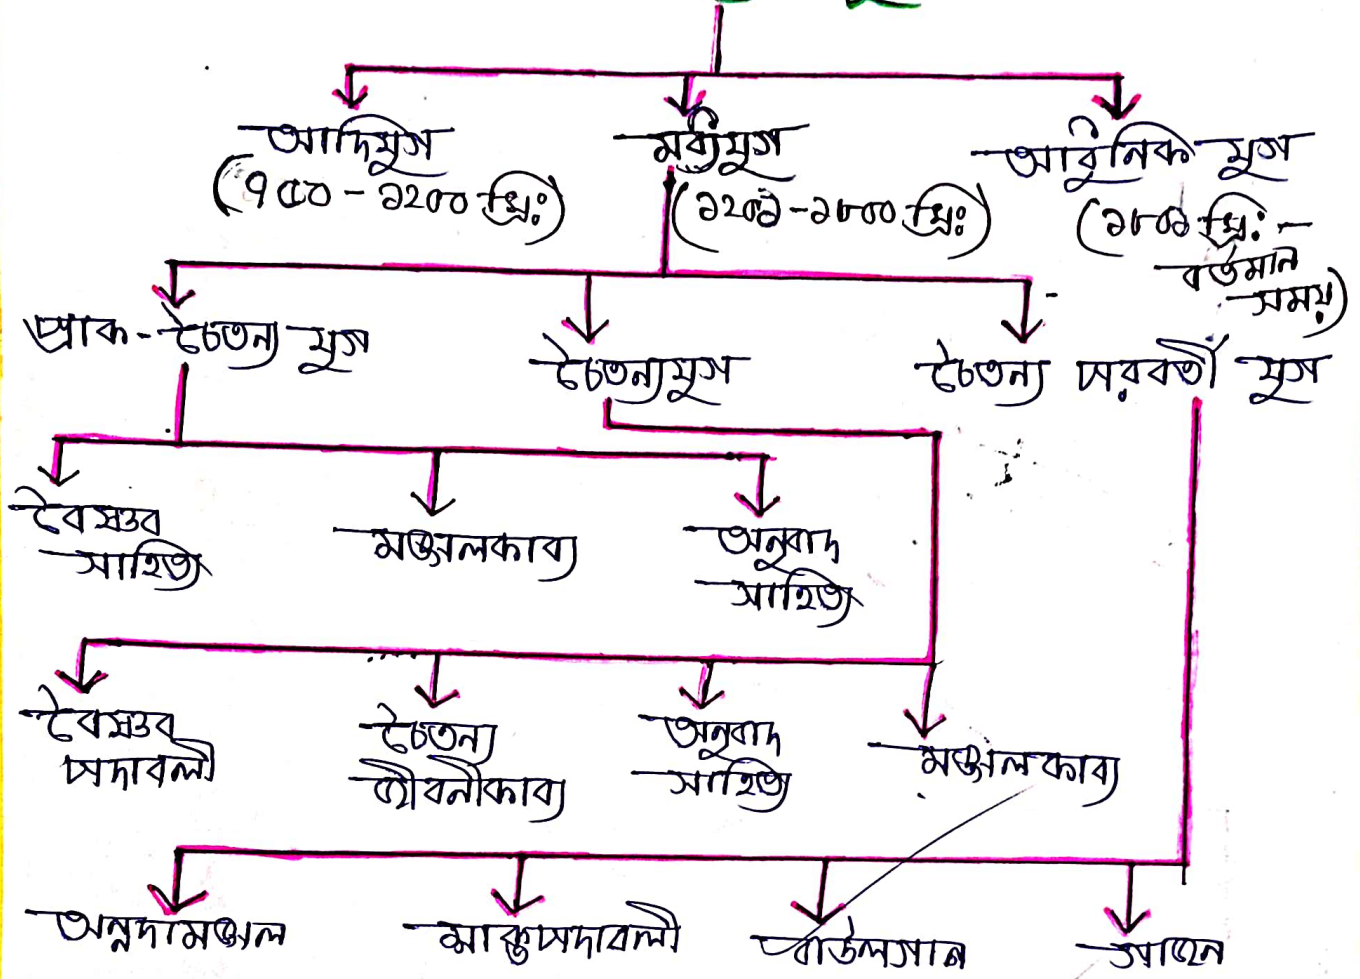 আদিযুগ
মধ্যযুগ
আধুনিক যুগ
(৭৫০ - ১২০০ খ্রিঃ)
(১২০১ - ১৮০০ খ্রিঃ)
(১৮০১ খ্রিঃ -
বর্তমান
সময়)
প্রাক - চৈতন্য যুগ
চৈতন্যযুগ
চৈতন্য পরবর্তী যুগ
বৈষ্ণব
সাহিত্য
মঙ্গলকাব্য
অনুবাদ
সাহিত্য
বৈষ্ণব
পদাবলী
চৈতন্য
জীবনীকাব্য
অনুবাদ
সাহিত্য
মঙ্গলকাব্য
অন্নদামঙ্গল
শাক্তপদাবলী
বাউলগান